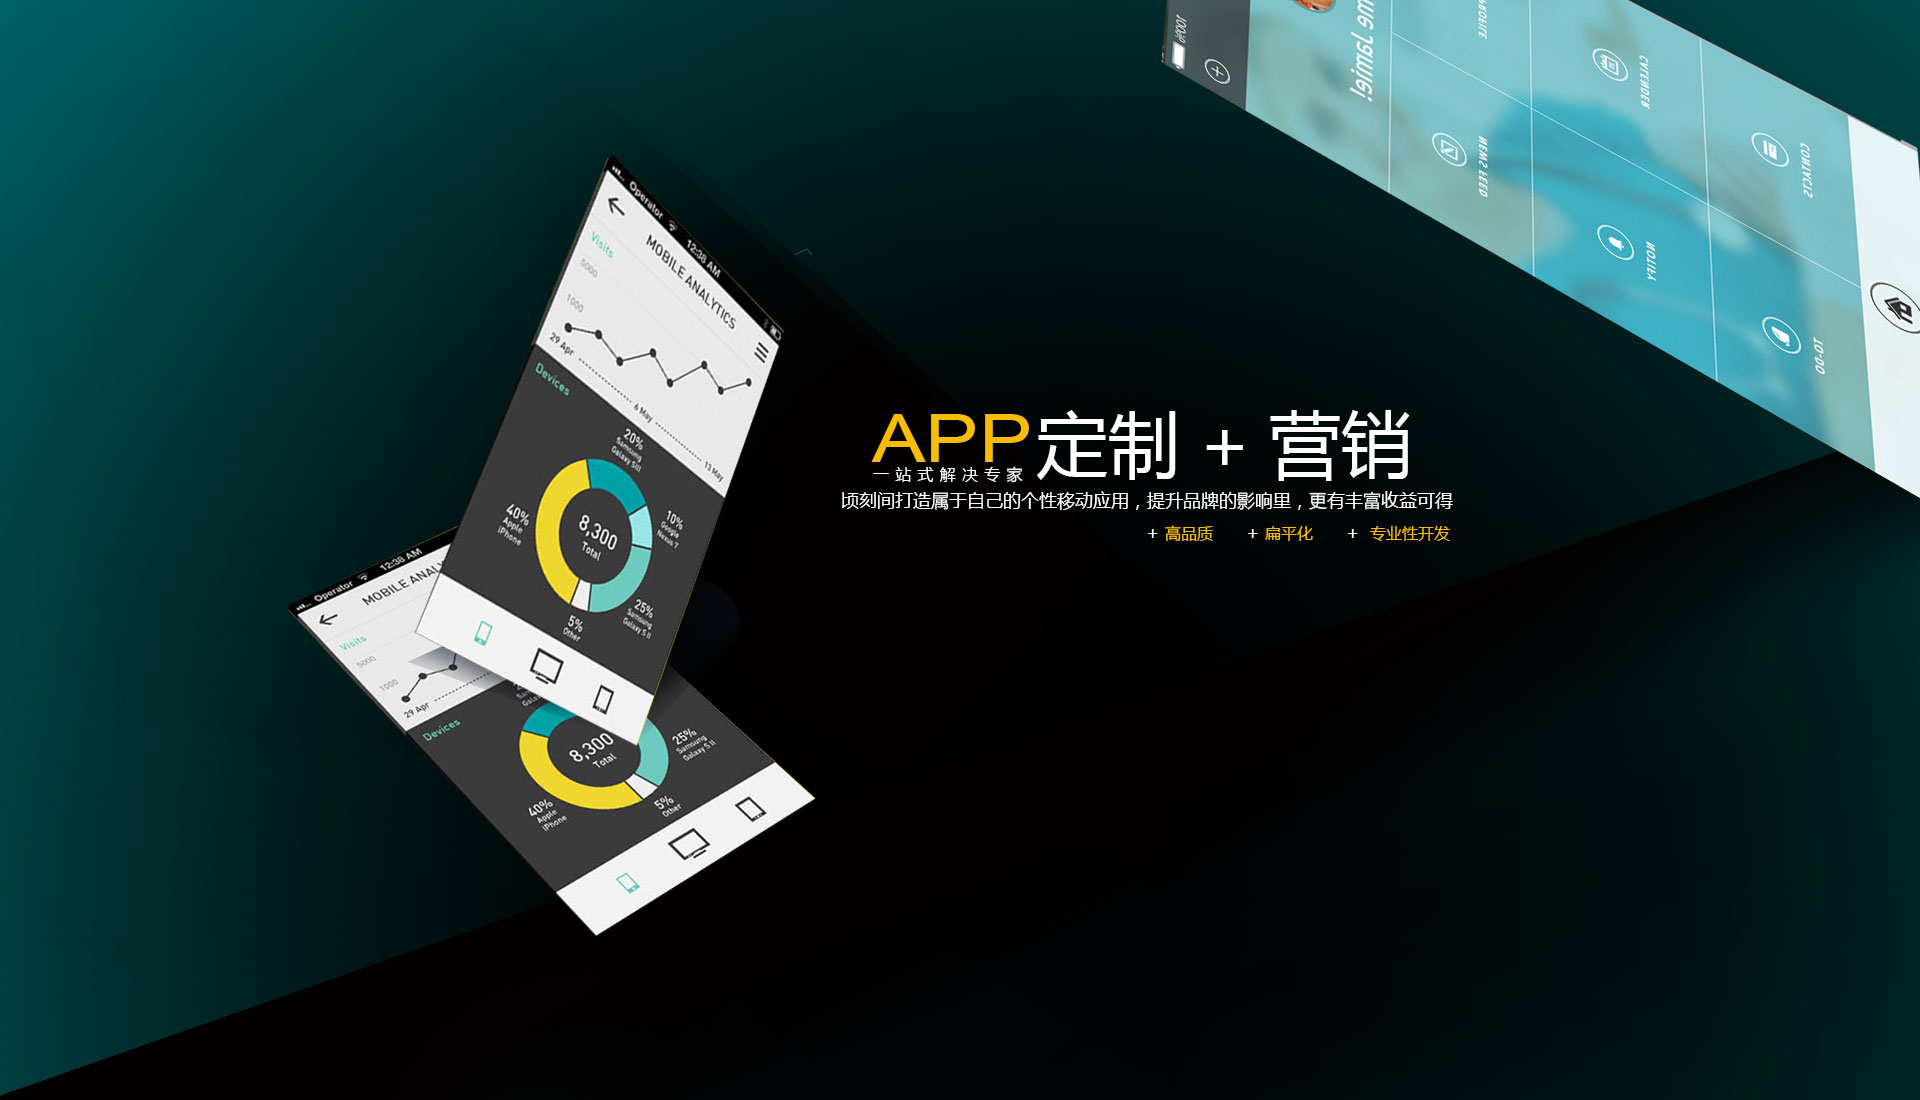 100%
me Jamie!
PROFILE
CALENDER
CONTACTS
NEWS FEED
NOTIFY
TO-DO
Operator 12:38 AM
MOBILE ANALYTICS
Visits
5000
1000
29 Apr
6 May
13 May
Devices
20%
Samsung
Galaxy SIII
10%
Google
Nexus 7
40%
Apple
iPhone
8,300
Total
25%
Samsung
Galaxy S II
5%
Other
APP定制 + 营销
一站式解决专家
顷刻间打造属于自己的个性移动应用，提升品牌的影响里，更有丰富收益可得
+ 高品质 + 扁平化 + 专业性开发
Operator 12:38 AM
MOBILE ANALY
Visits
5000
1000
29 Apr
Devices
8,300
Total
25%
Samsung
Galaxy S II
40%
Apple
iPhone
5%
Other